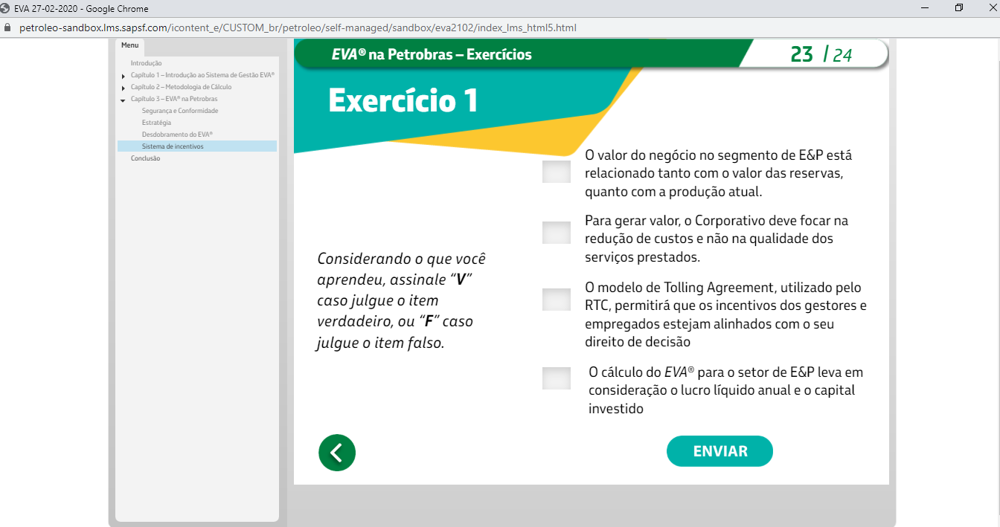 EVA 27-02-2020 - Google Chrome
petroleo-sandbox.lms.sapsf.com/icontent_e/CUSTOM_br/petroleo/self-managed/sandbox/eva2102/index_lms_html5.html
Menu
Introdução
Capítulo 1 – Introdução ao Sistema de Gestão EVA®
Capítulo 2 – Metodologia de Cálculo
Capítulo 3 – EVA® na Petrobras
Segurança e Conformidade
Estratégia
Desdobramento do EVA®
Sistema de incentivos
Conclusão
EVA® na Petrobras – Exercícios
23 / 24
Exercício 1
Considerando o que você
aprendeu, assinale “V”
caso julgue o item
verdadeiro, ou “F” caso
julgue o item falso.
O valor do negócio no segmento de E&P está
relacionado tanto com o valor das reservas,
quanto com a produção atual.
Para gerar valor, o Corporativo deve focar na
redução de custos e não na qualidade dos
serviços prestados.
O modelo de Tolling Agreement, utilizado pelo
RTC, permitirá que os incentivos dos gestores e
empregados estejam alinhados com o seu
direito de decisão
O cálculo do EVA® para o setor de E&P leva em
consideração o lucro líquido anual e o capital
investido
ENVIAR